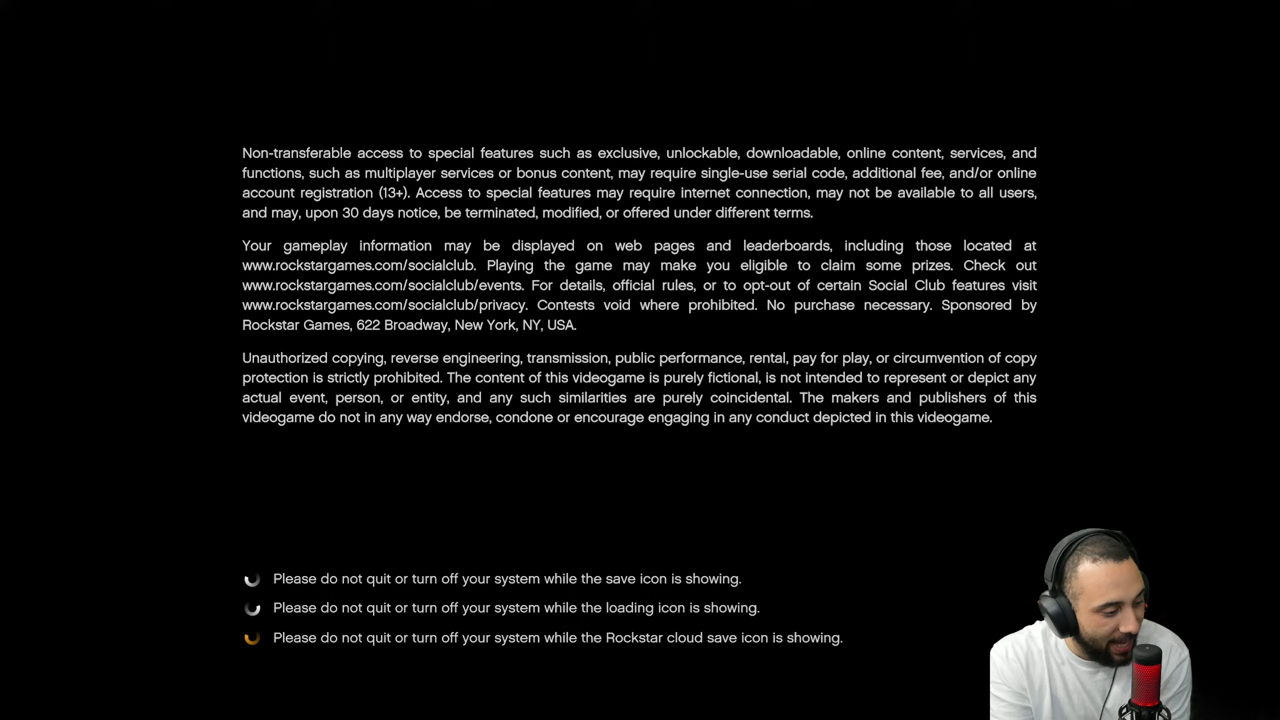 Non-transferable access to special features such as exclusive, unlockable, downloadable, online content, services, and
functions, such as multiplayer services or bonus content, may require single-use serial code, additional fee, and/or online
account registration (13+). Access to special features may require internet connection, may not be available to all users,
and may, upon 30 days notice, be terminated, modified, or offered under different terms.
Your gameplay information may be displayed on web pages and leaderboards, including those located at
www.rockstargames.com/socialclub. Playing the game may make you eligible to claim some prizes. Check out
www.rockstargames.com/socialclub/events. For details, official rules, or to opt-out of certain Social Club features visit
www.rockstargames.com/socialclub/privacy. Contests void where prohibited. No purchase necessary. Sponsored by
Rockstar Games, 622 Broadway, New York, NY, USA.
Unauthorized copying, reverse engineering, transmission, public performance, rental, pay for play, or circumvention of copy
protection is strictly prohibited. The content of this videogame is purely fictional, is not intended to represent or depict any
actual event, person, or entity, and any such similarities are purely coincidental. The makers and publishers of this
videogame do not in any way endorse, condone or encourage engaging in any conduct depicted in this videogame.
Please do not quit or turn off your system while the save icon is showing.
Please do not quit or turn off your system while the loading icon is showing.
Please do not quit or turn off your system while the Rockstar cloud save icon is showing.